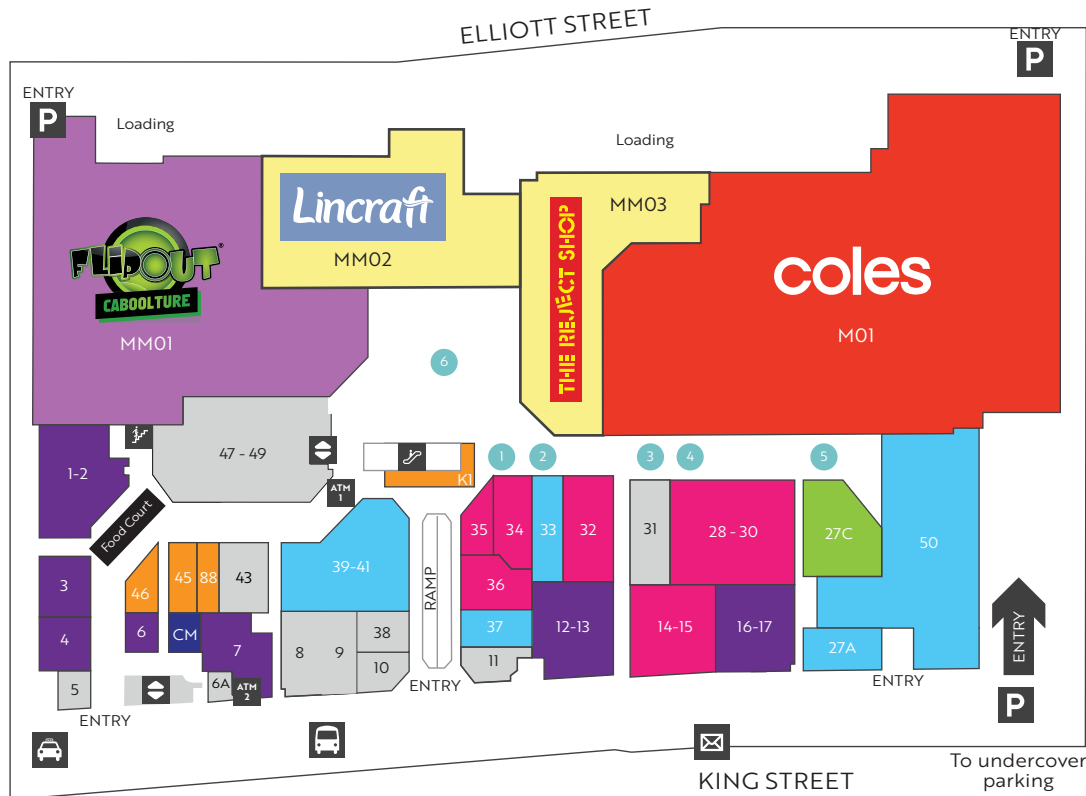 ELLIOTT STREET
ENTRY
P
ENTRY
P
Loading
Loading
Lincraft
MM02
THE REJECT SHOP
MM03
coles
M01
FLIPOUT®
CABOOLTURE
MM01
6
1-2
47 - 49
ATM
1
K1
1
2
3
4
5
Food Court
35
34
33
32
31
28 - 30
27C
50
3
46
45
88
43
39-41
RAMP
36
4
6
CM
7
8
9
38
10
37
11
12-13
14-15
16-17
27A
ENTRY
5
6A
ATM
2
ENTRY
ENTRY
ENTRY
P
KING STREET
To undercover
parking